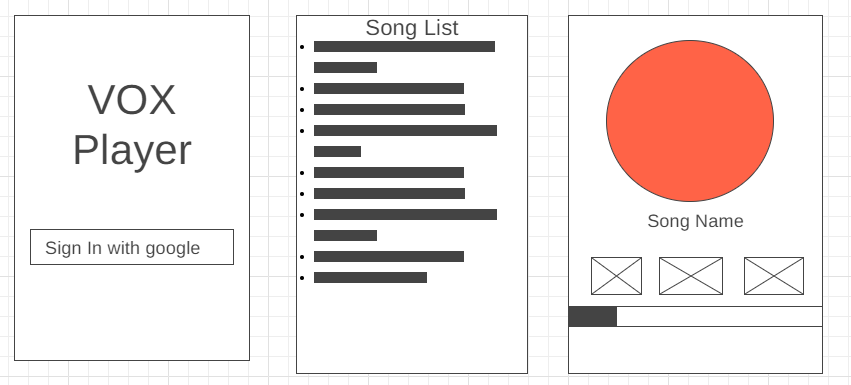 VOX
Player
Sign In with google
Song List
Song Name